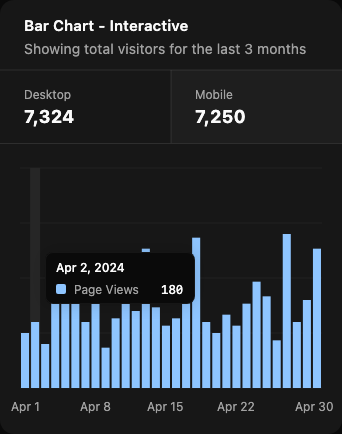 Bar Chart - Interactive
Showing total visitors for the last 3 months
Desktop
7,324
Mobile
7,250
Apr 2, 2024
Page Views 180
Apr 1 Apr 8 Apr 15 Apr 22 Apr 30